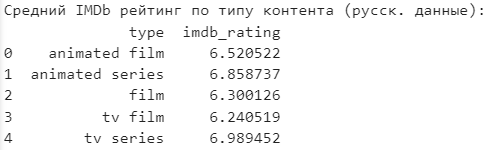 Средний IMDb рейтинг по типу контента (русск. данные):
type imdb_rating
0 animated film 6.520522
1 animated series 6.858737
2 film 6.300126
3 tv film 6.240519
4 tv series 6.989452